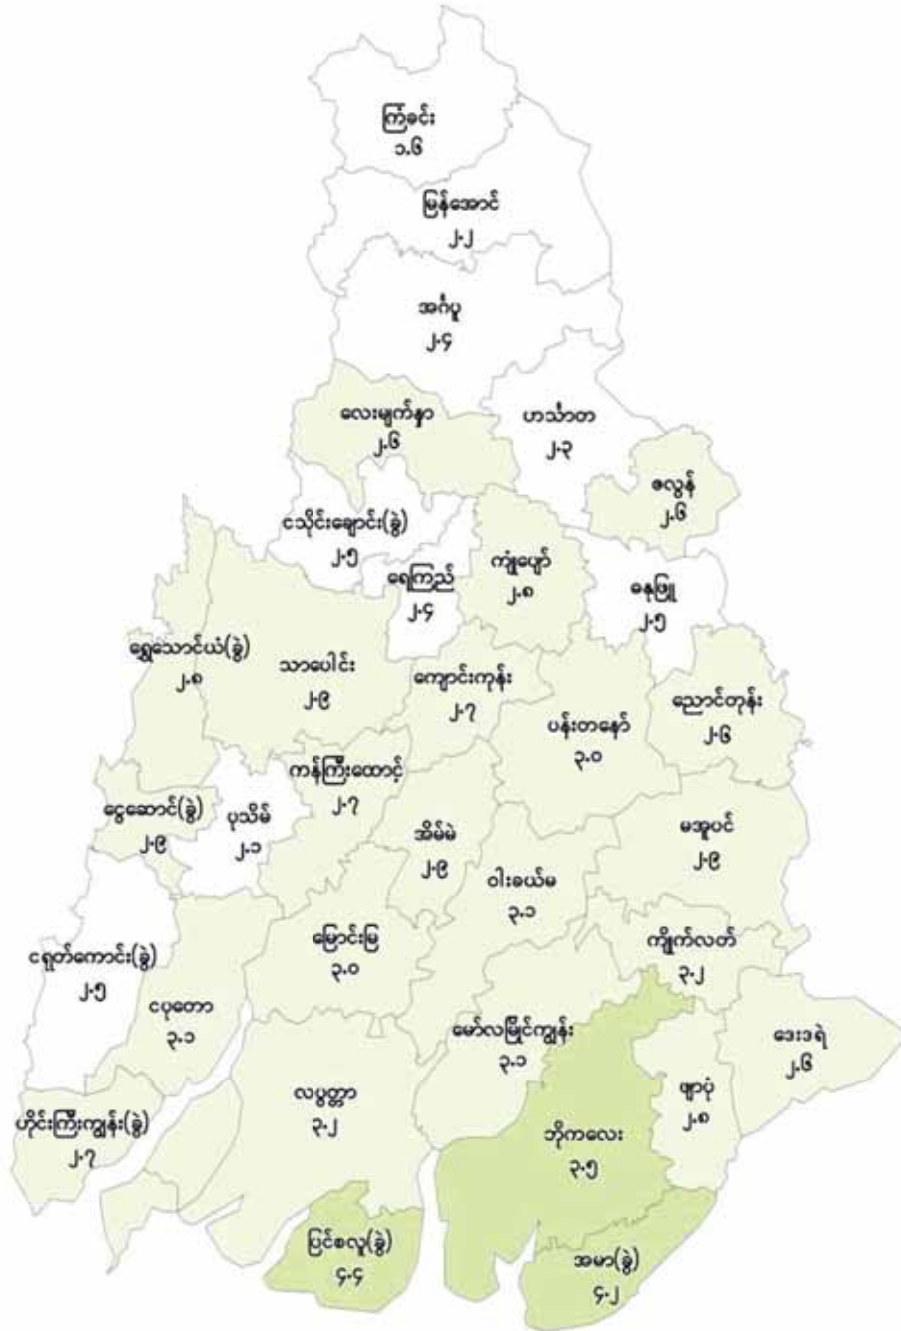 ကြံခင်း
၁.၆
မြန်အောင်
၂.၂
အင်္ဂပူ
၂.၄
လေးမျက်နှာ
၂.၆
ဟင်္သာတ
၂.၃
ဇလွန်
၂.၆
ငသိုင်းချောင်း(ခွဲ)
၂.၅
ရေကြည်
၂.၄
ကျုံပျော်
၂.၈
ဓနုဖြူ
၂.၅
ရွှေသောင်ယံ(ခွဲ)
၂.၈
သာပေါင်း
၂.၉
ကျောင်းကုန်း
၂.၇
ပန်းတနော်
၃.၀
ညောင်တုန်း
၂.၆
ငွေဆောင်(ခွဲ)
၂.၉
ပုသိမ်
၂.၁
ကန်ကြီးထောင့်
၂.၇
အိမ်မဲ
၂.၉
ဝါးခယ်မ
၃.၁
မအူပင်
၂.၉
ငရုတ်ကောင်း(ခွဲ)
၂.၅
ငပုတော
၃.၁
မြောင်းမြ
၃.၀
ကျိုက်လတ်
၃.၂
မော်လမြိုင်ကျွန်း
၃.၁
ဒေးဒရဲ
၂.၆
ဖျာပုံ
၂.၈
ဟိုင်းကြီးကျွန်း(ခွဲ)
၂.၇
လပွတ္တာ
၃.၂
ဘိုကလေး
၃.၅
ပြင်စလူ(ခွဲ)
၄.၄
အမာ(ခွဲ)
၄.၂